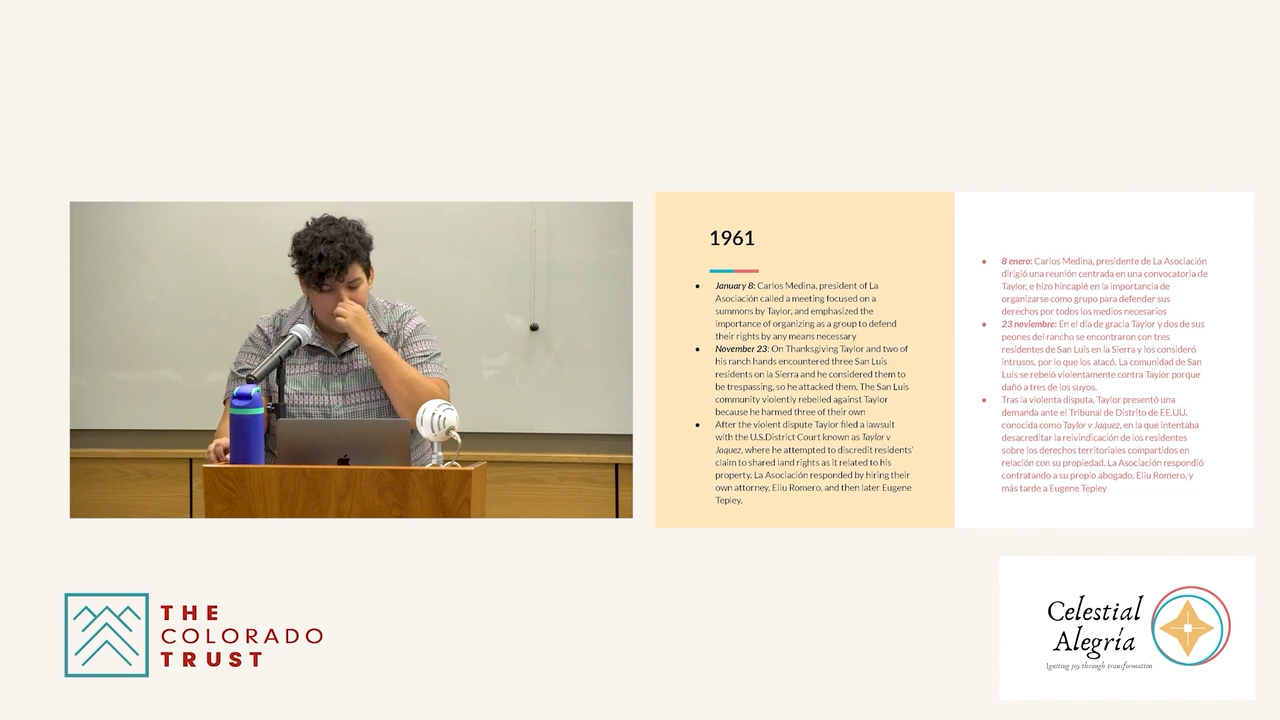 1961
● January 8: Carlos Medina, president of La
Asociación called a meeting focused on a
summons by Taylor, and emphasized the
importance of organizing as a group to defend
their rights by any means necessary
● November 23: On Thanksgiving Taylor and two of
his ranch hands encountered three San Luis
residents on la Sierra and he considered them to
be trespassing, so he attacked them. The San Luis
community violently rebelled against Taylor
because he harmed three of their own
● After the violent dispute Taylor filed a lawsuit
with the U.S.District Court known as Taylor v
Jaquez, where he attempted to discredit residents'
claim to shared land rights as it related to his
property. La Asociación responded by hiring their
own attorney, Eliu Romero, and then later Eugene
Tepley.
● 8 enero: Carlos Medina, presidente de La Asociación
dirigió una reunión centrada en una convocatoria de
Taylor, e hizo hincapié en la importancia de
organizarse como grupo para defender sus
derechos por todos los medios necesarios
● 23 noviembre: En el día de gracia Taylor y dos de sus
peones del rancho se encontraron con tres
residentes de San Luis en la Sierra y los consideró
intrusos, por lo que los atacó. La comunidad de San
Luis se rebeló violentamente contra Taylor porque
dañó a tres de los suyos.
● Tras la violenta disputa, Taylor presentó una
demanda ante el Tribunal de Distrito de EE.UU.
conocida como Taylor v Jaquez, en la que intentaba
desacreditar la reivindicación de los residentes
sobre los derechos territoriales compartidos en
relación con su propiedad. La Asociación respondió
contratando a su propio abogado, Eliu Romero, y
más tarde a Eugene Tepley
THE
COLORADO
TRUST
Celestial
Alegría
Igniting joy through transformation